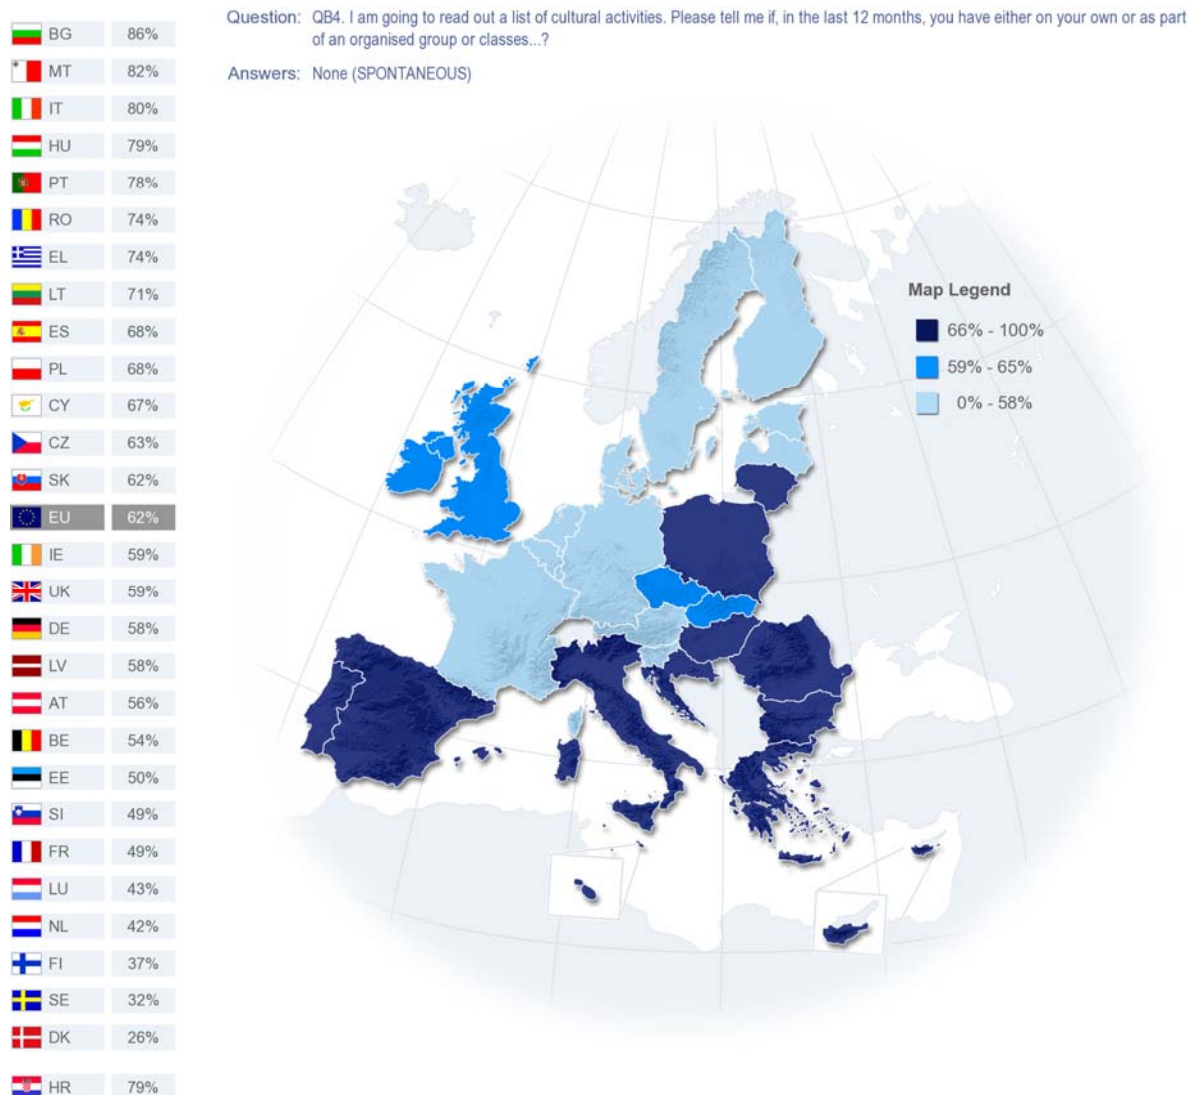 Question: QB4. I am going to read out a list of cultural activities. Please tell me if, in the last 12 months, you have either on your own or as part
of an organised group or classes...?
Answers: None (SPONTANEOUS)
BG 86%
MT 82%
IT 80%
HU 79%
PT 78%
RO 74%
EL 74%
LT 71%
ES 68%
PL 68%
CY 67%
CZ 63%
SK 62%
EU 62%
IE 59%
UK 59%
DE 58%
LV 58%
AT 56%
BE 54%
EE 50%
SI 49%
FR 49%
LU 43%
NL 42%
FI 37%
SE 32%
DK 26%
HR 79%
Map Legend
66% - 100%
59% - 65%
0% - 58%